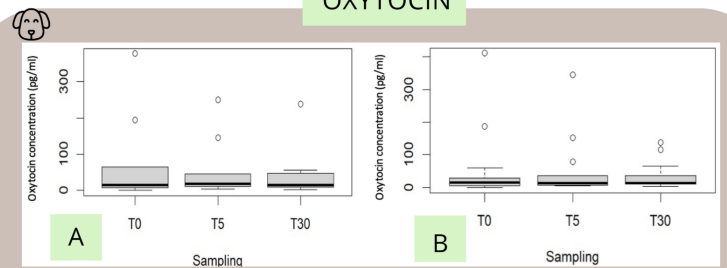 OXYTOCIN
Oxytocin concentration (pg/ml)
300
100
0
T0 T5 T30
Sampling
A
Oxytocin concentration (pg/ml)
300
100
0
T0 T5 T30
Sampling
B